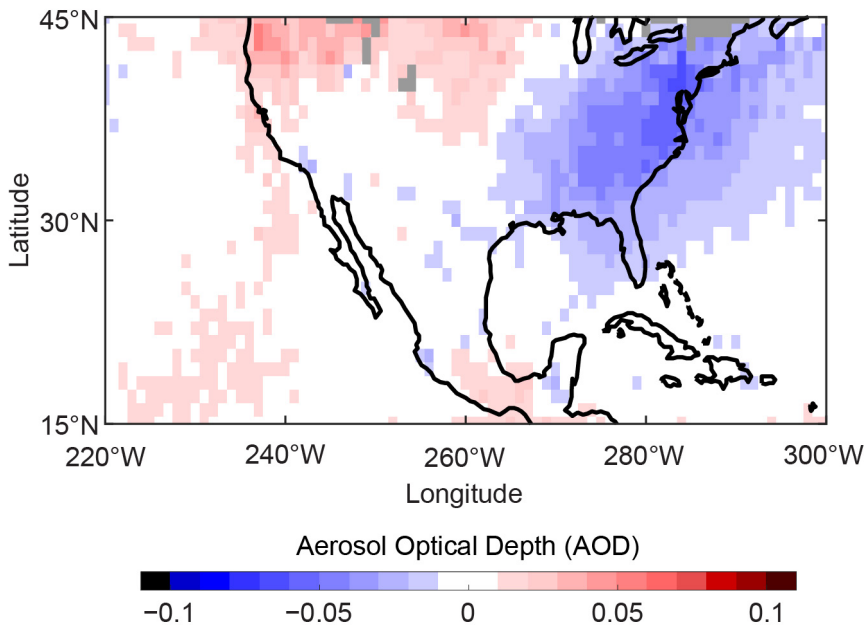 45°N
30°N
15°N
Latitude
220°W 240°W 260°W 280°W 300°W
Longitude
Aerosol Optical Depth (AOD)
−0.1 −0.05 0 0.05 0.1